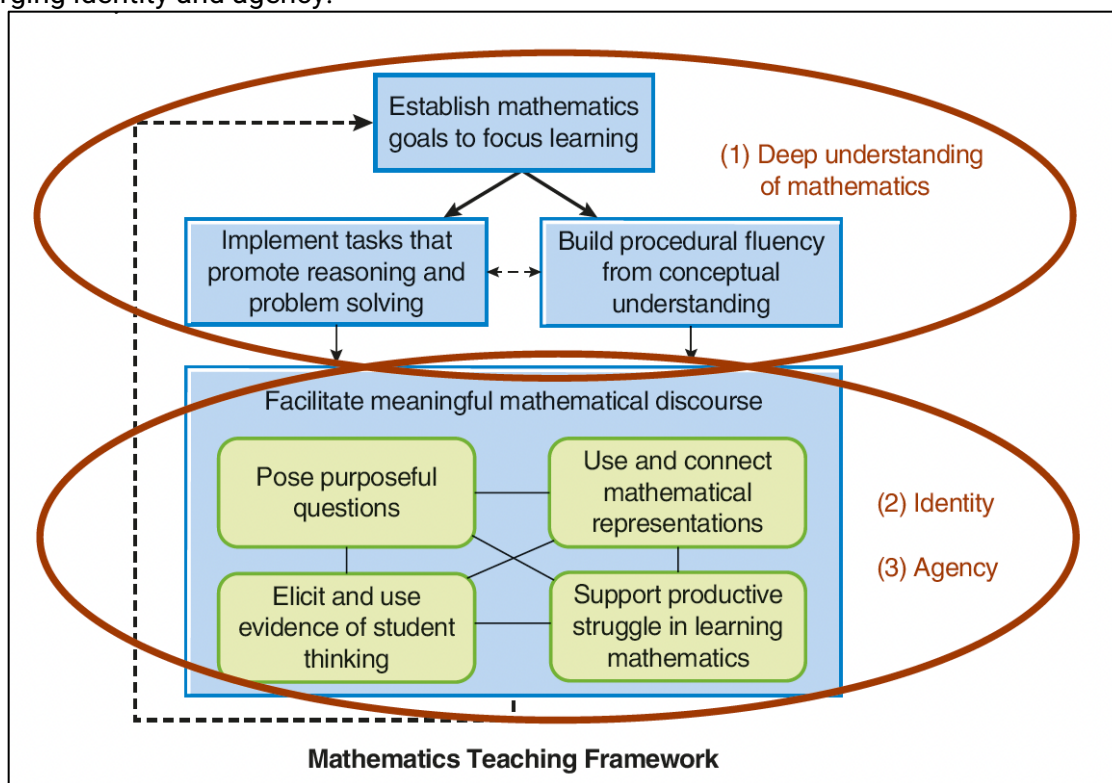 identity and agency.
Establish mathematics
goals to focus learning
(1) Deep understanding
of mathematics
Implement tasks that
promote reasoning and
problem solving
Build procedural fluency
from conceptual
understanding
Facilitate meaningful mathematical discourse
Pose purposeful
questions
Use and connect
mathematical
representations
(2) Identity
(3) Agency
Elicit and use
evidence of student
thinking
Support productive
struggle in learning
mathematics
Mathematics Teaching Framework